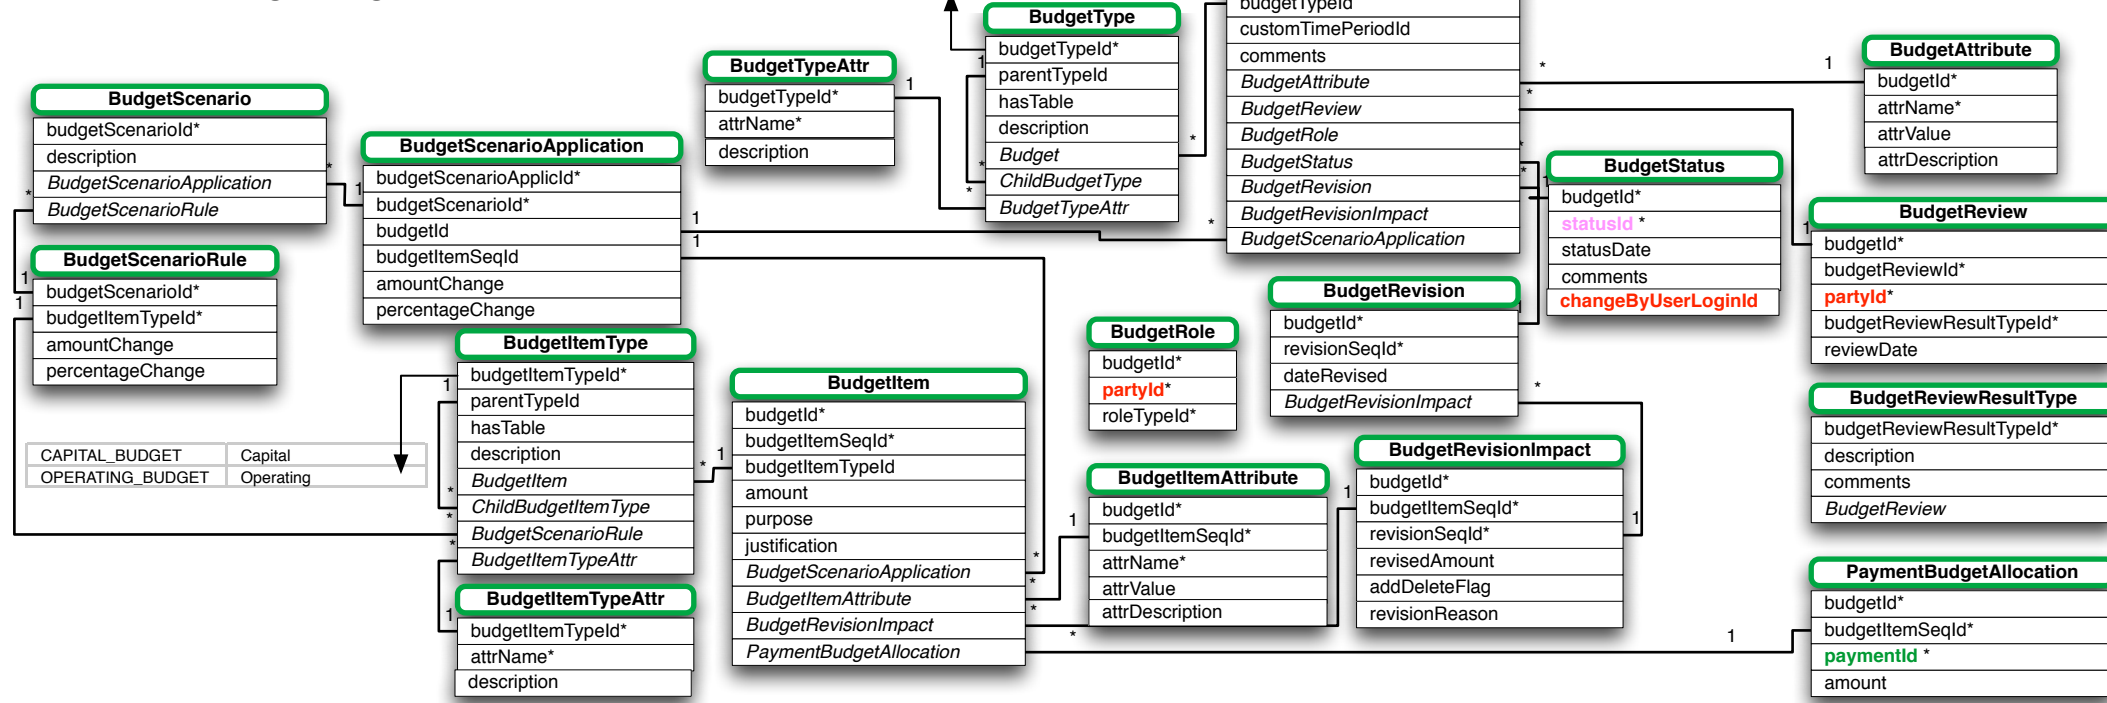 BudgetScenario
budgetScenarioId*
description
BudgetScenarioApplication
BudgetScenarioRule
BudgetScenarioRule
budgetScenarioId*
budgetItemTypeId*
amountChange
percentageChange
CAPITAL_BUDGET Capital
OPERATING_BUDGET Operating
BudgetScenarioApplication
budgetScenarioApplicId*
budgetScenarioId*
budgetId
budgetItemSeqId
amountChange
percentageChange
BudgetItemType
budgetItemTypeId*
parentTypeId
hasTable
description
BudgetItem
ChildBudgetItemType
BudgetScenarioRule
BudgetItemTypeAttr
BudgetItemTypeAttr
budgetItemTypeId*
attrName*
description
BudgetTypeAttr
budgetTypeId*
attrName*
description
BudgetItem
budgetId*
budgetItemSeqId*
budgetItemTypeId
amount
purpose
justification
BudgetScenarioApplication
BudgetItemAttribute
BudgetRevisionImpact
PaymentBudgetAllocation
BudgetType
budgetTypeId*
parentTypeId
hasTable
description
Budget
ChildBudgetType
BudgetTypeAttr
budgetTypeId
customTimePeriodId
comments
BudgetAttribute
BudgetReview
BudgetRole
BudgetStatus
BudgetRevision
BudgetRevisionImpact
BudgetScenarioApplication
BudgetRole
budgetId*
partyId*
roleTypeId*
BudgetItemAttribute
budgetId*
budgetItemSeqId*
attrName*
attrValue
attrDescription
BudgetRevision
budgetId*
revisionSeqId*
dateRevised
BudgetRevisionImpact
BudgetRevisionImpact
budgetId*
budgetItemSeqId*
revisionSeqId*
revisedAmount
addDeleteFlag
revisionReason
BudgetStatus
budgetId*
statusId *
statusDate
comments
changeByUserLoginId
BudgetAttribute
budgetId*
attrName*
attrValue
attrDescription
BudgetReview
budgetId*
budgetReviewId*
partyId*
budgetReviewResultTypeId*
reviewDate
BudgetReviewResultType
budgetReviewResultTypeId*
description
comments
BudgetReview
PaymentBudgetAllocation
budgetId*
budgetItemSeqId*
paymentId *
amount